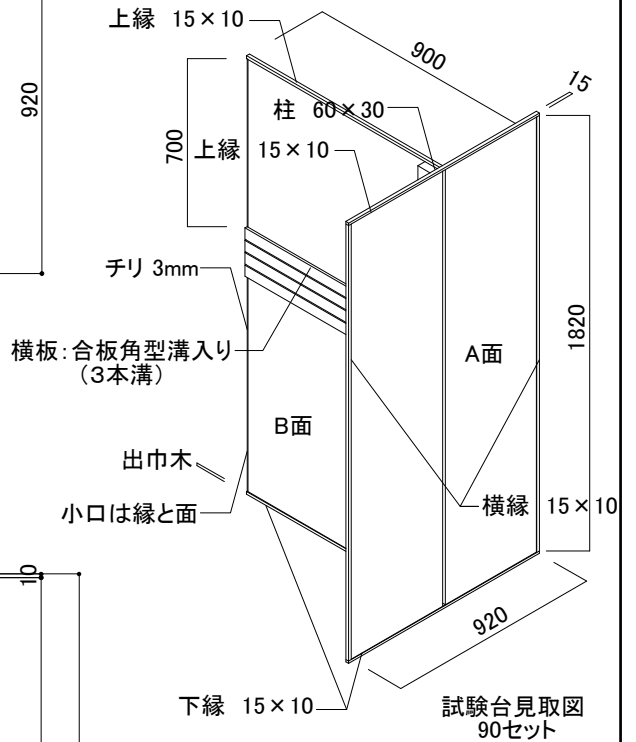 上縁 15×10
900
15
920
700
柱 60×30
上縁 15×10
チリ 3mm
1820
横板:合板角型溝入り
(3本溝)
A面
B面
出巾木
小口は縁と面
横縁 15×10
10
920
下縁 15×10
試験台見取図
90セット